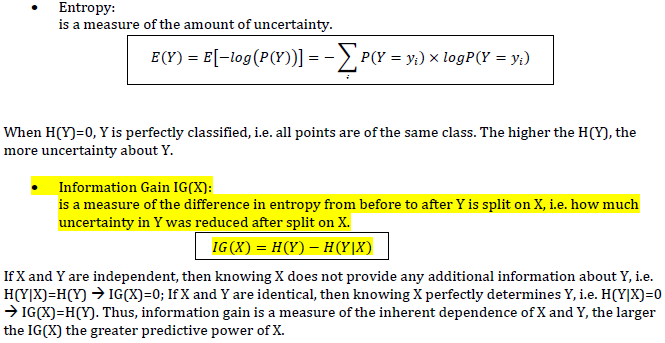 • Entropy:
is a measure of the amount of uncertainty.
E(Y) = E[−log(P(Y))] = − ∑ P(Y = yᵢ) × logP(Y = yᵢ)
i
When H(Y)=0, Y is perfectly classified, i.e. all points are of the same class. The higher the H(Y), the
more uncertainty about Y.
• Information Gain IG(X):
is a measure of the difference in entropy from before to after Y is split on X, i.e. how much
uncertainty in Y was reduced after split on X.
IG(X) = H(Y) − H(Y|X)
If X and Y are independent, then knowing X does not provide any additional information about Y, i.e.
H(Y|X)=H(Y) → IG(X)=0; If X and Y are identical, then knowing X perfectly determines Y, i.e. H(Y|X)=0
→ IG(X)=H(Y). Thus, information gain is a measure of the inherent dependence of X and Y, the larger
the IG(X) the greater predictive power of X.